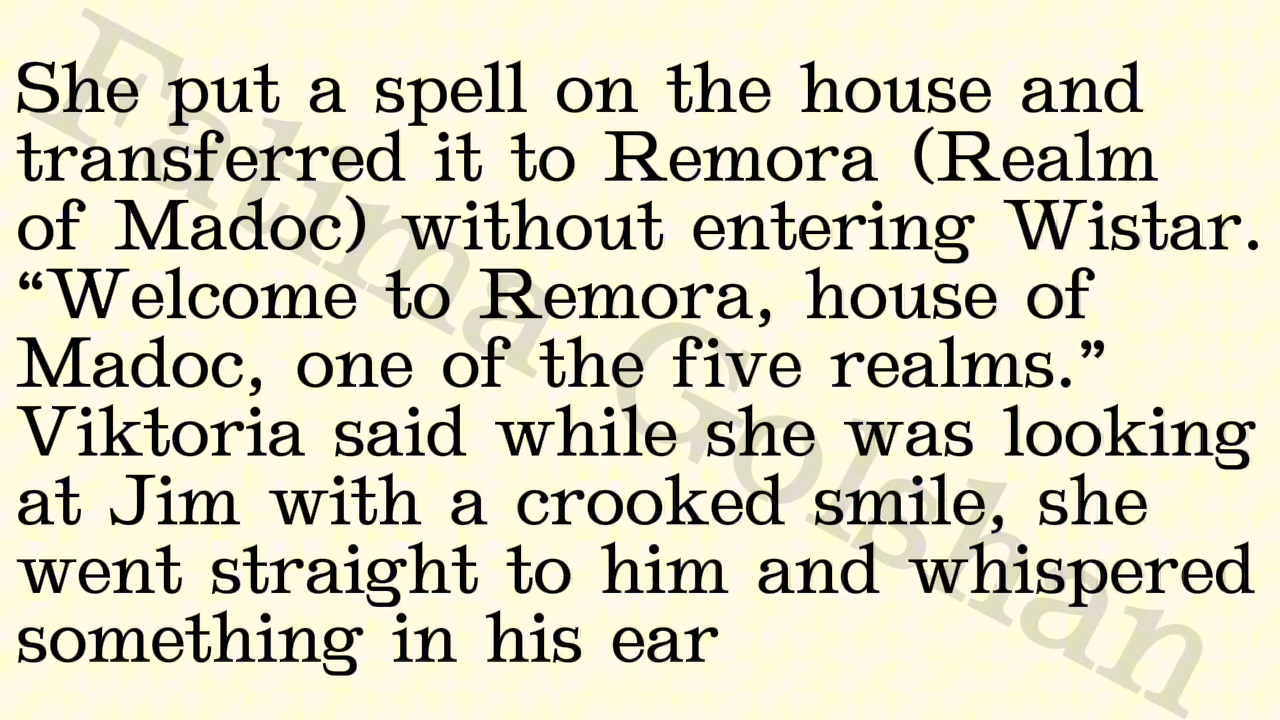 She put a spell on the house and
transferred it to Remora (Realm
of Madoc) without entering Wistar.
“Welcome to Remora, house of
Madoc, one of the five realms.”
Viktoria said while she was looking
at Jim with a crooked smile, she
went straight to him and whispered
something in his ear
Fatima Golshan